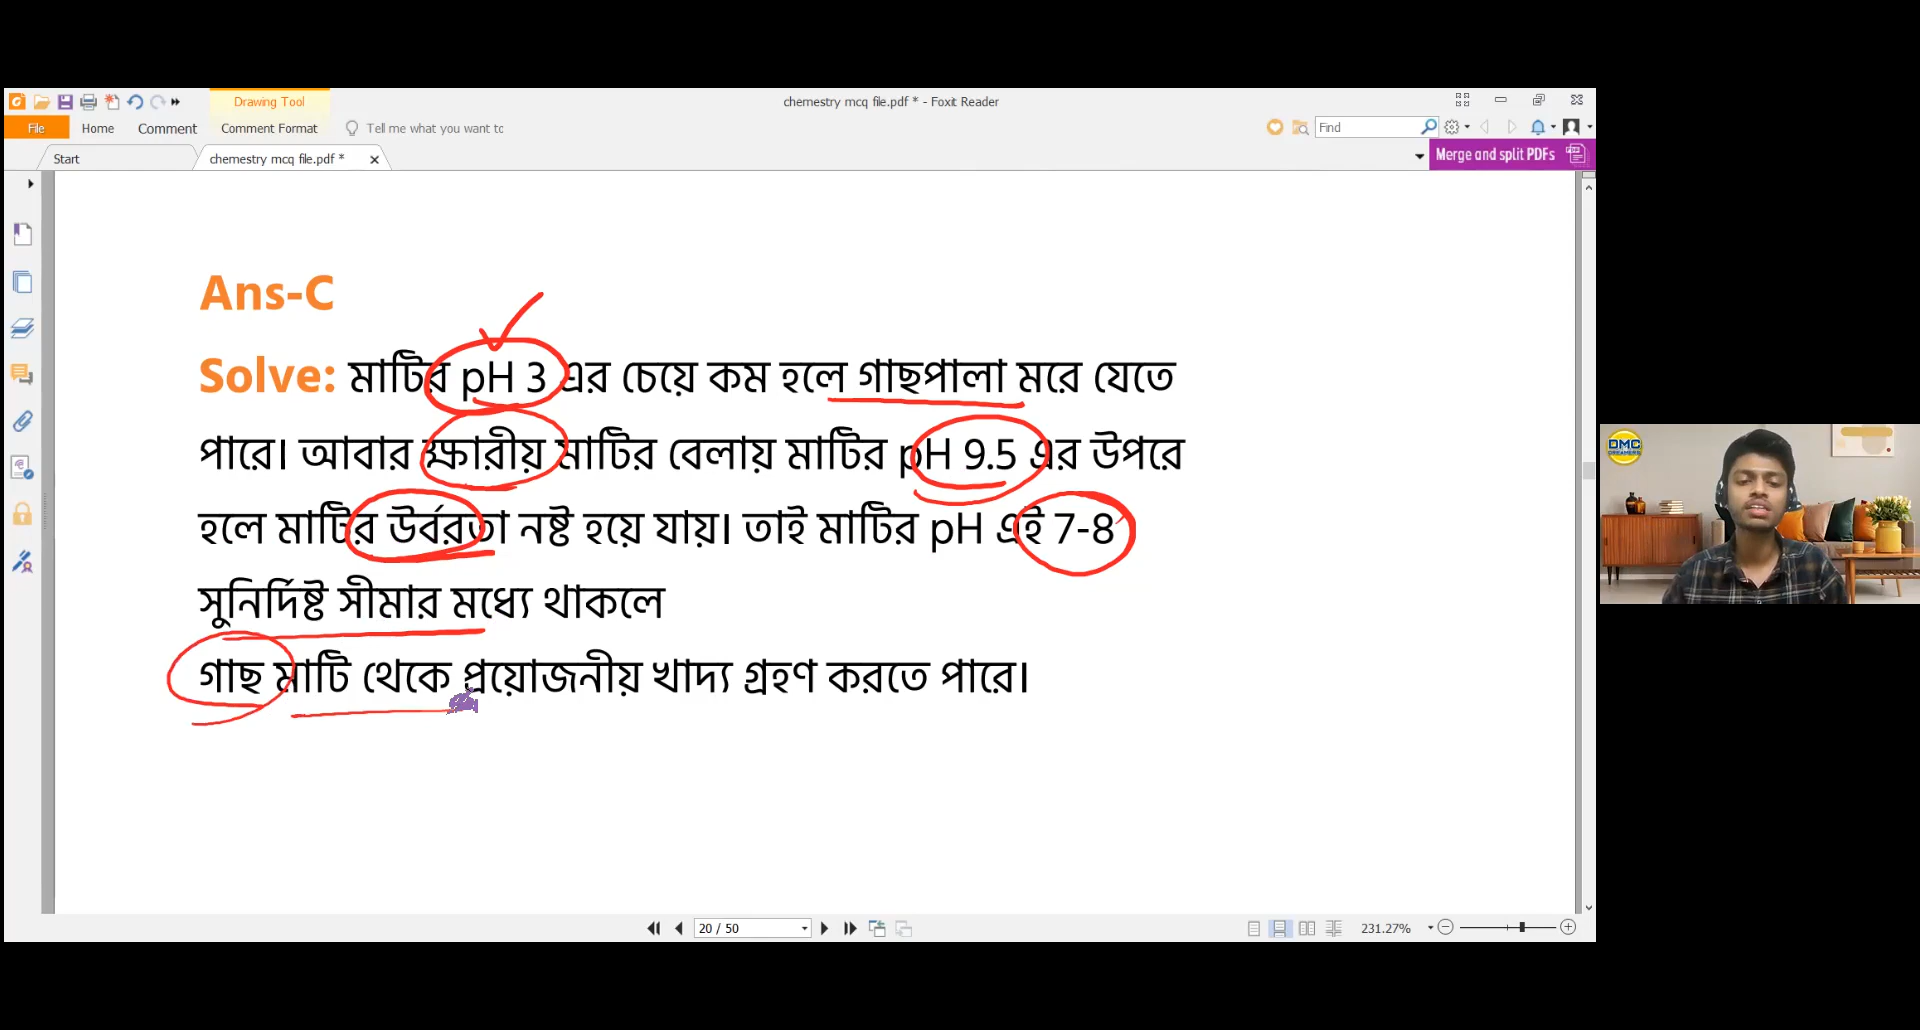 Drawing Tool
chemestry mcq file.pdf * - Foxit Reader
File Home Comment Comment Format Tell me what you want to
Find
Start chemestry mcq file.pdf * Merge and split PDFs
Ans-C
Solve: মাটির pH 3 এর চেয়ে কম হলে গাছপালা মরে যেতে
পারে। আবার ক্ষারীয় মাটির বেলায় মাটির pH 9.5 এর উপরে
হলে মাটির উর্বরতা নষ্ট হয়ে যায়। তাই মাটির pH এই 7-8
সুনির্দিষ্ট সীমার মধ্যে থাকলে
গাছ মাটি থেকে প্রয়োজনীয় খাদ্য গ্রহণ করতে পারে।
DMC
DREAMERS
20 / 50 231.27%